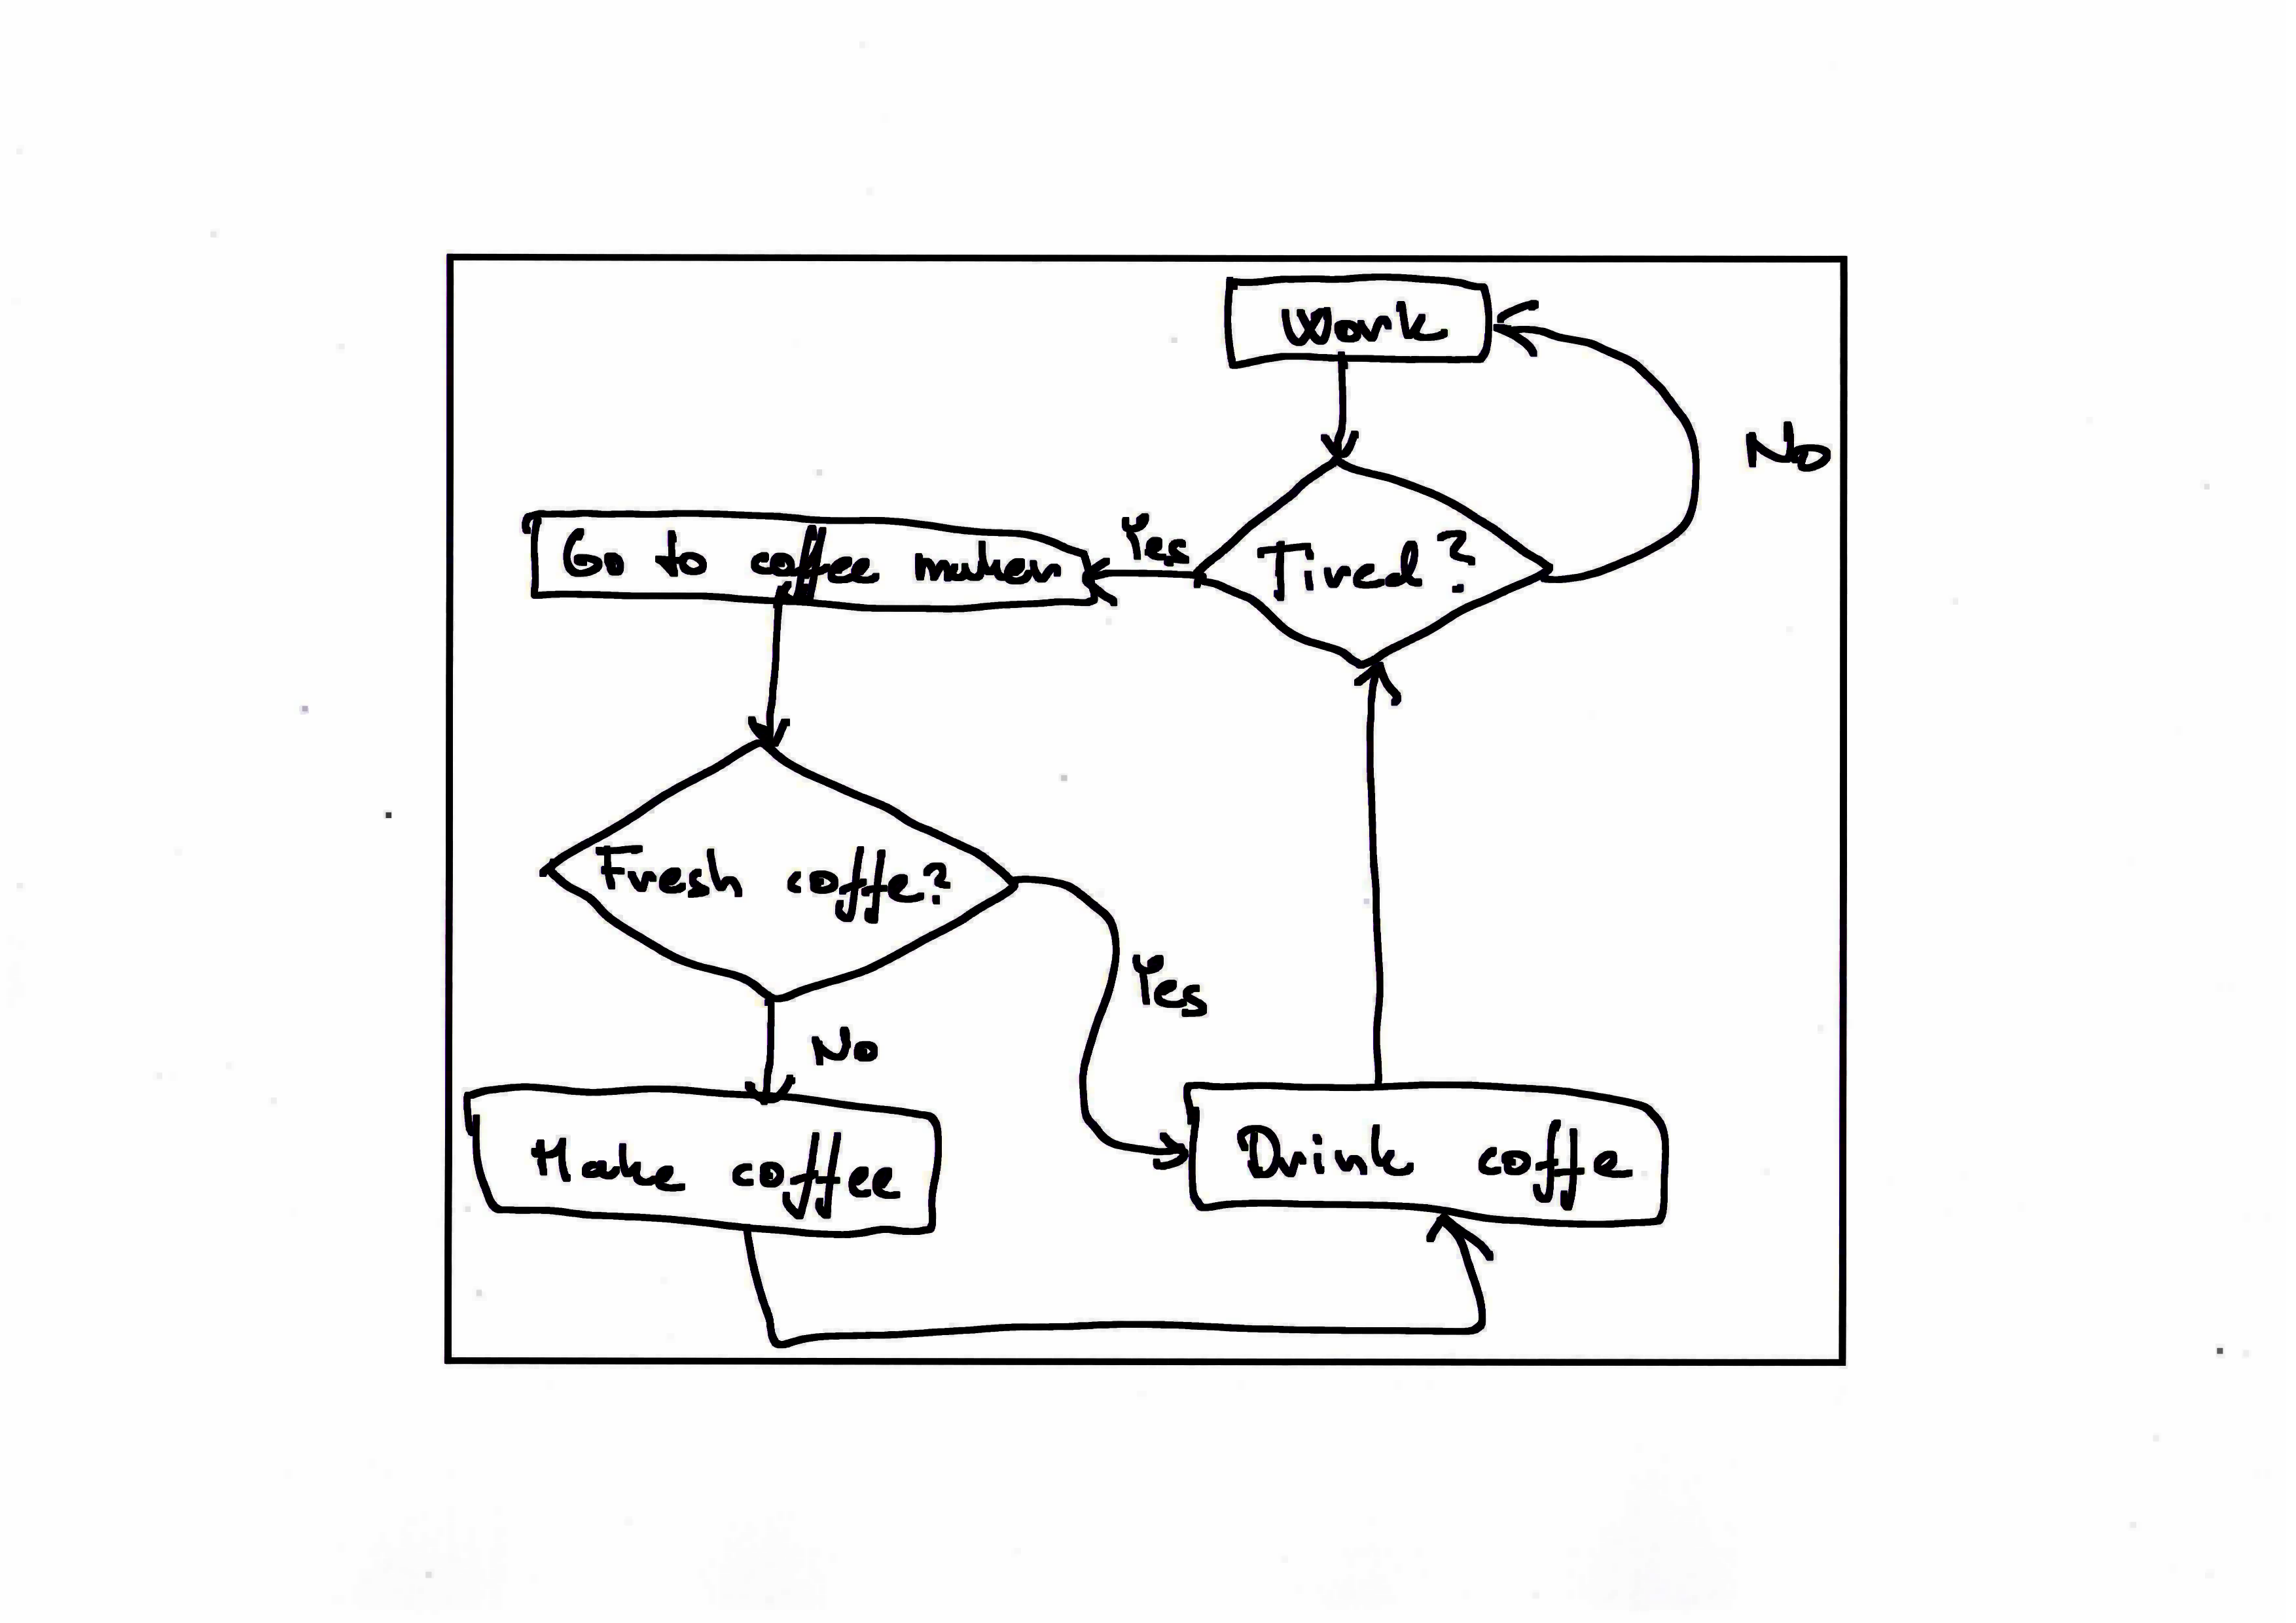 Work
No
Tired?
Yes
Go to coffee maker
Fresh coffe?
Yes
No
Make coffee
Drink coffe